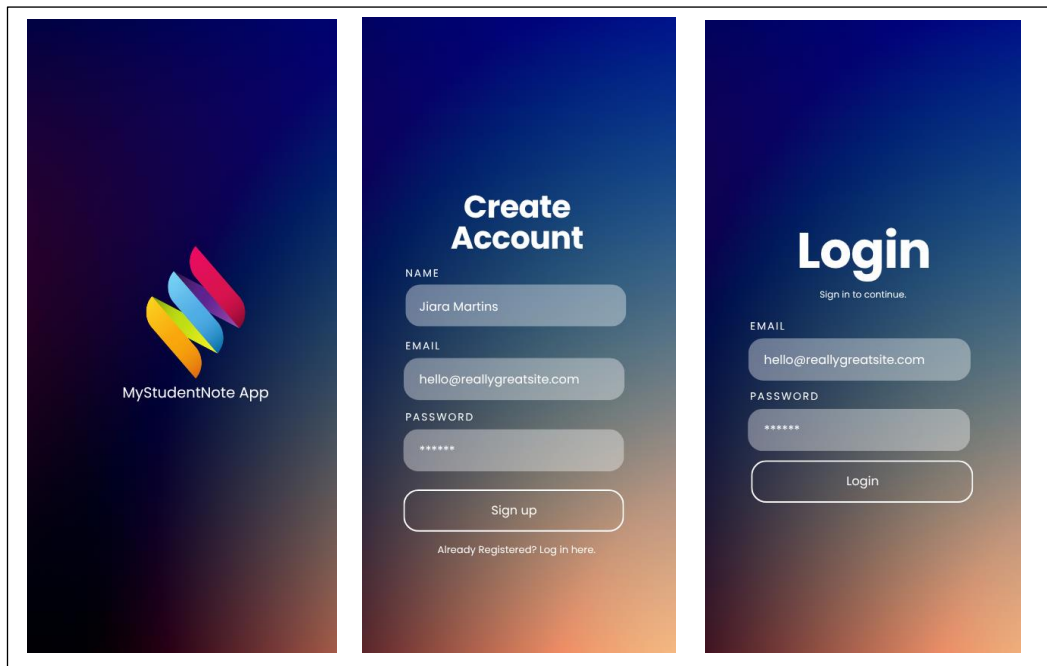 MyStudentNote App
Create
Account
NAME
Jiara Martins
EMAIL
hello@reallygreatsite.com
PASSWORD
******
Sign up
Already Registered? Log in here.
Login
Sign in to continue.
EMAIL
hello@reallygreatsite.com
PASSWORD
******
Login